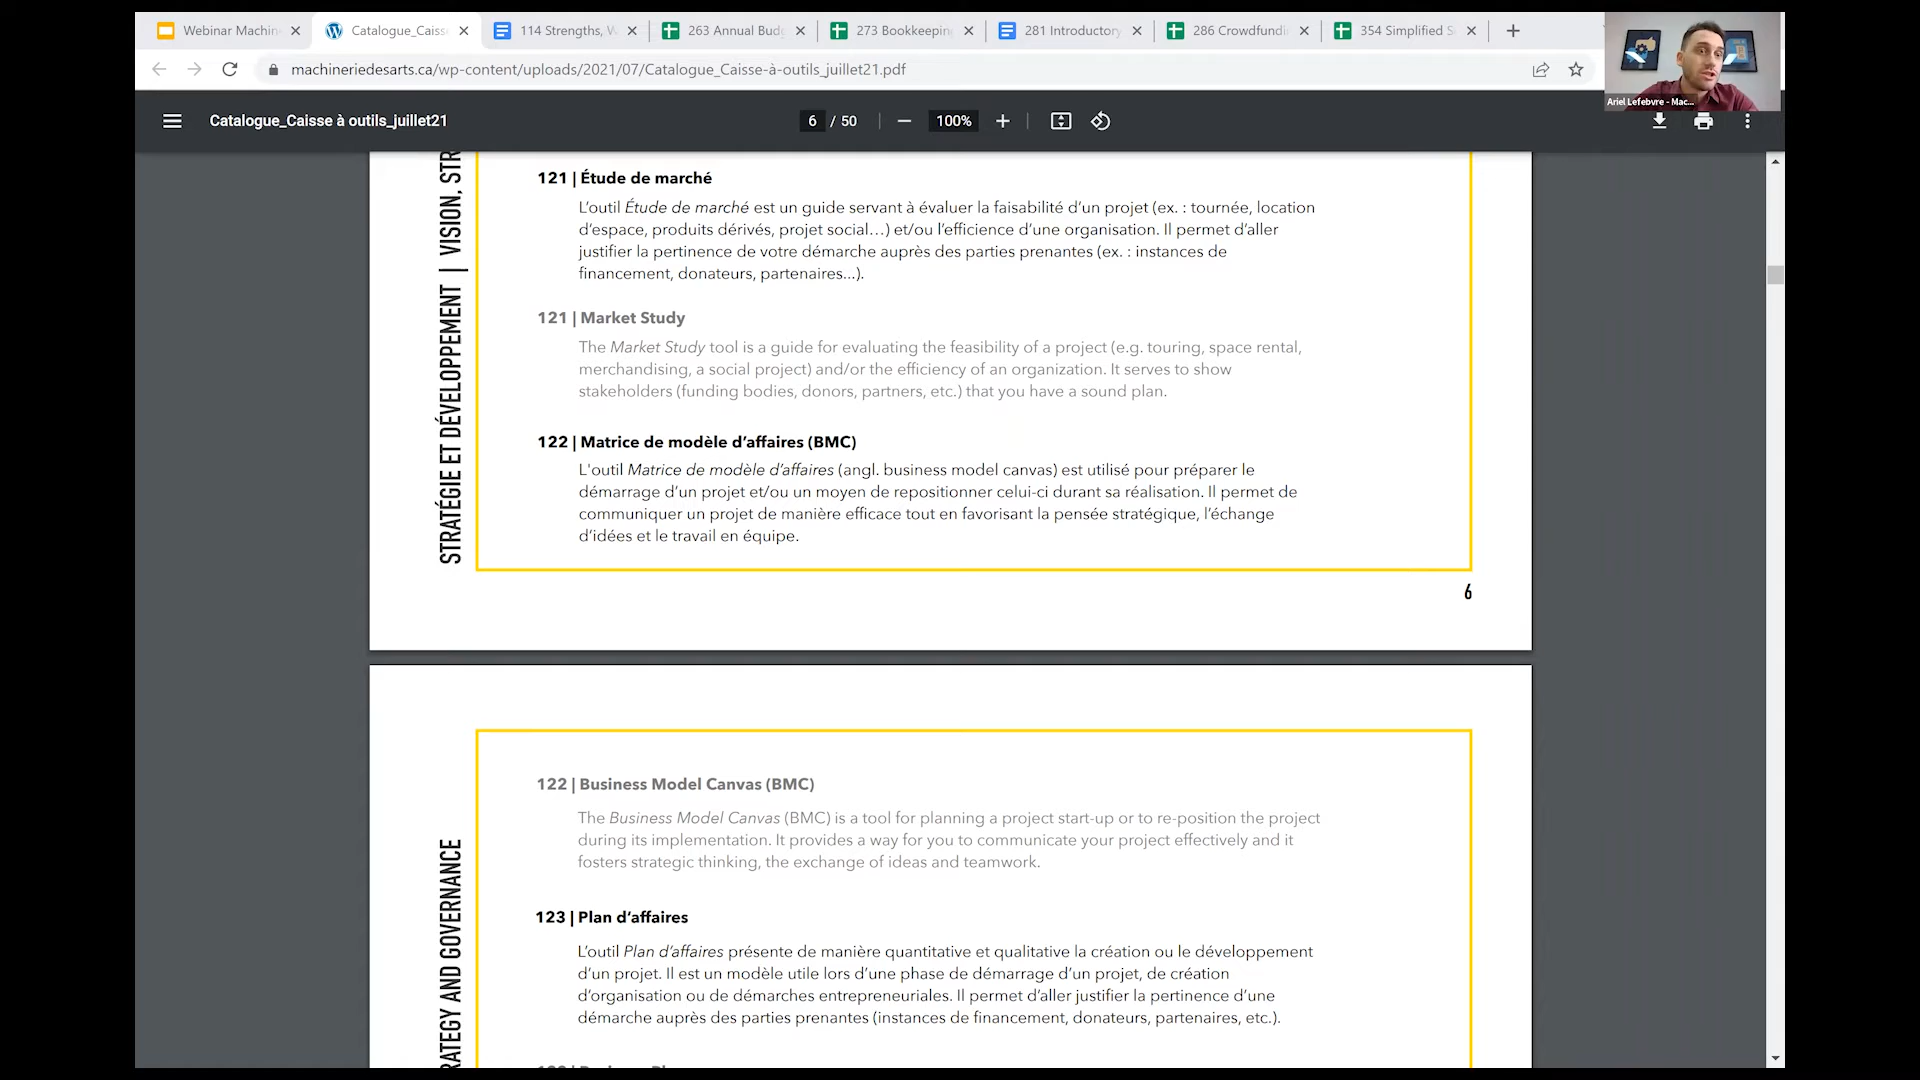 Webinar Machin
Catalogue_Caiss
114 Strengths, W
263 Annual Budg
273 Bookkeeping
281 Introductory
286 Crowdfundi
354 Simplified S
machineriedesarts.ca/wp-content/uploads/2021/07/Catalogue_Caisse-à-outils_juillet21.pdf
Ariel Lefebvre - Mac...
Catalogue_Caisse à outils_juillet21
6 / 50
100%
STRATÉGIE ET DÉVELOPPEMENT | VISION, STR
121 | Étude de marché
L'outil Étude de marché est un guide servant à évaluer la faisabilité d'un projet (ex. : tournée, location
d'espace, produits dérivés, projet social…) et/ou l'efficience d'une organisation. Il permet d'aller
justifier la pertinence de votre démarche auprès des parties prenantes (ex. : instances de
financement, donateurs, partenaires...).
121 | Market Study
The Market Study tool is a guide for evaluating the feasibility of a project (e.g. touring, space rental,
merchandising, a social project) and/or the efficiency of an organization. It serves to show
stakeholders (funding bodies, donors, partners, etc.) that you have a sound plan.
122 | Matrice de modèle d'affaires (BMC)
L'outil Matrice de modèle d'affaires (angl. business model canvas) est utilisé pour préparer le
démarrage d'un projet et/ou un moyen de repositionner celui-ci durant sa réalisation. Il permet de
communiquer un projet de manière efficace tout en favorisant la pensée stratégique, l'échange
d'idées et le travail en équipe.
6
RATEGY AND GOVERNANCE
122 | Business Model Canvas (BMC)
The Business Model Canvas (BMC) is a tool for planning a project start-up or to re-position the project
during its implementation. It provides a way for you to communicate your project effectively and it
fosters strategic thinking, the exchange of ideas and teamwork.
123 | Plan d'affaires
L'outil Plan d'affaires présente de manière quantitative et qualitative la création ou le développement
d'un projet. Il est un modèle utile lors d'une phase de démarrage d'un projet, de création
d'organisation ou de démarches entrepreneuriales. Il permet d'aller justifier la pertinence d'une
démarche auprès des parties prenantes (instances de financement, donateurs, partenaires, etc.).